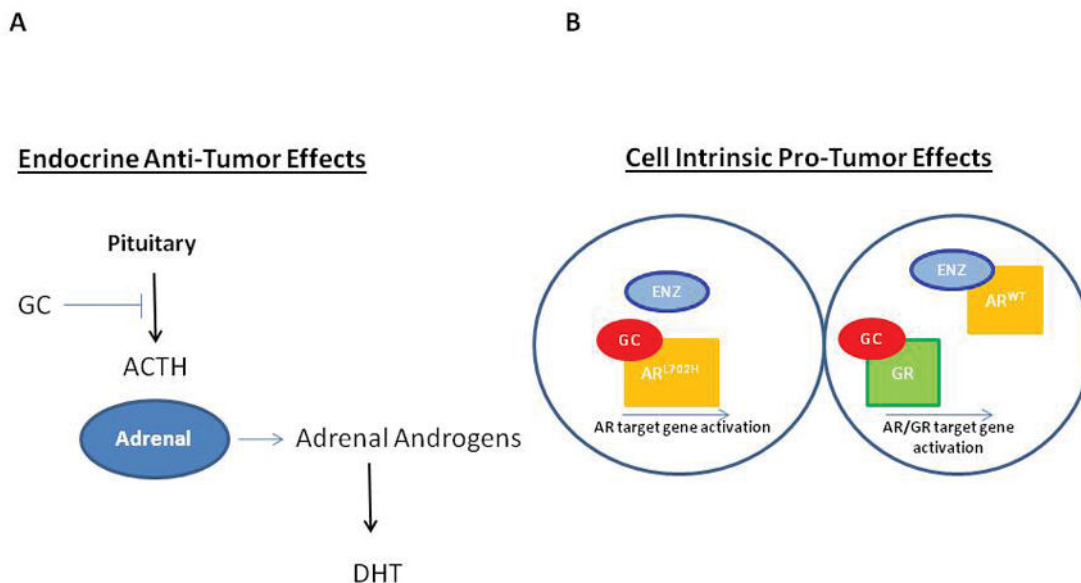 A
Endocrine Anti-Tumor Effects
Pituitary
GC
ACTH
Adrenal
Adrenal Androgens
DHT
B
Cell Intrinsic Pro-Tumor Effects
ENZ
GC
AR^L702H
AR target gene activation
ENZ
AR^WT
GC
GR
AR/GR target gene
activation